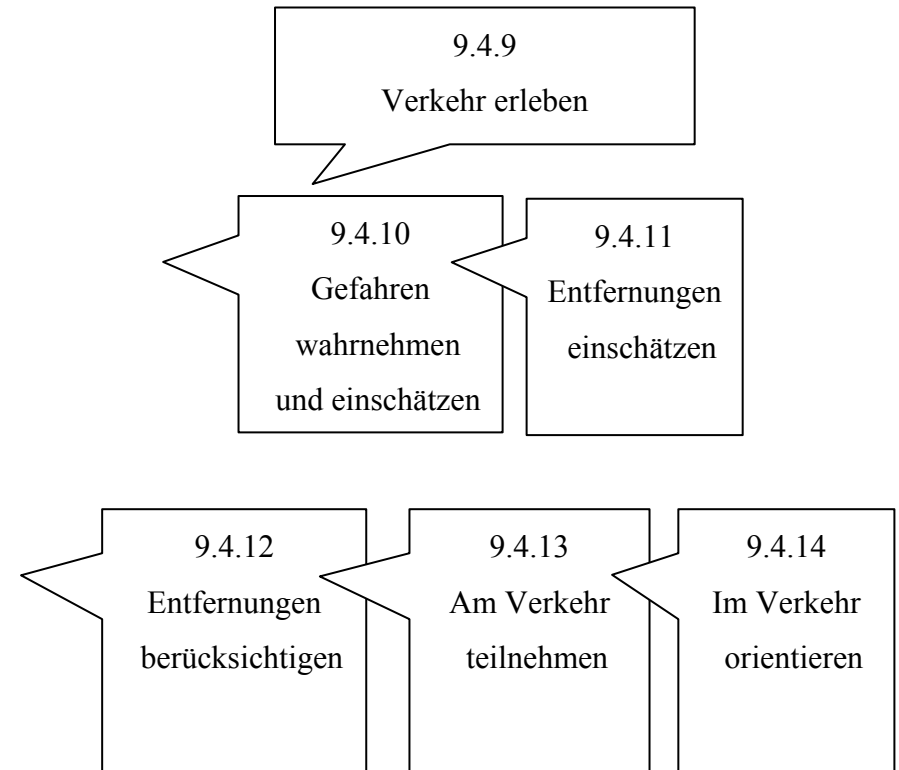 9.4.9
Verkehr erleben
9.4.10
Gefahren
wahrnehmen
und einschätzen
9.4.11
Entfernungen
einschätzen
9.4.12
Entfernungen
berücksichtigen
9.4.13
Am Verkehr
teilnehmen
9.4.14
Im Verkehr
orientieren